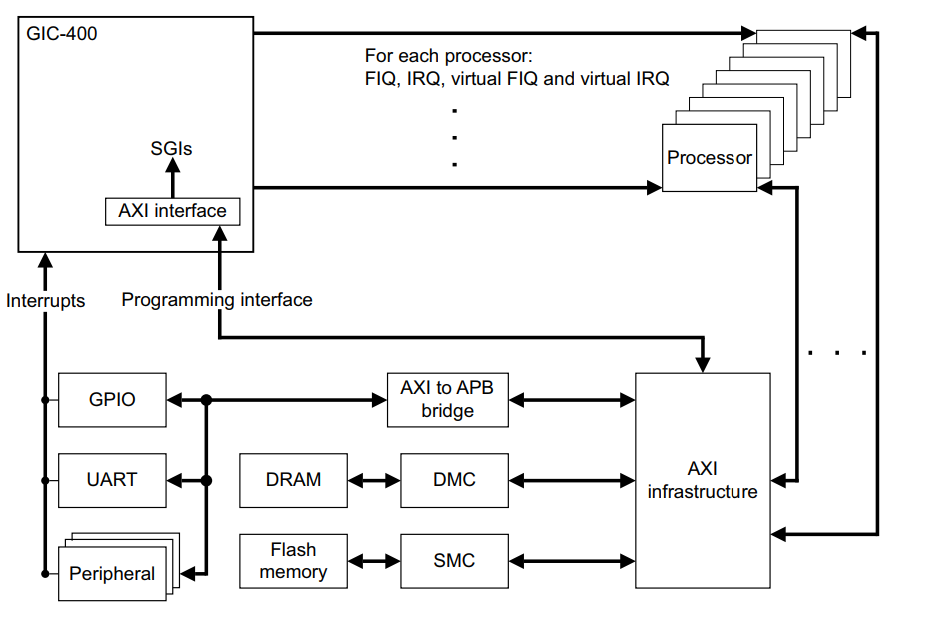 GIC-400
For each processor:
FIQ, IRQ, virtual FIQ and virtual IRQ
SGIs
Processor
AXI interface
Interrupts
Programming interface
GPIO
AXI to APB
bridge
UART
DRAM
DMC
AXI
infrastructure
Peripheral
Flash
memory
SMC